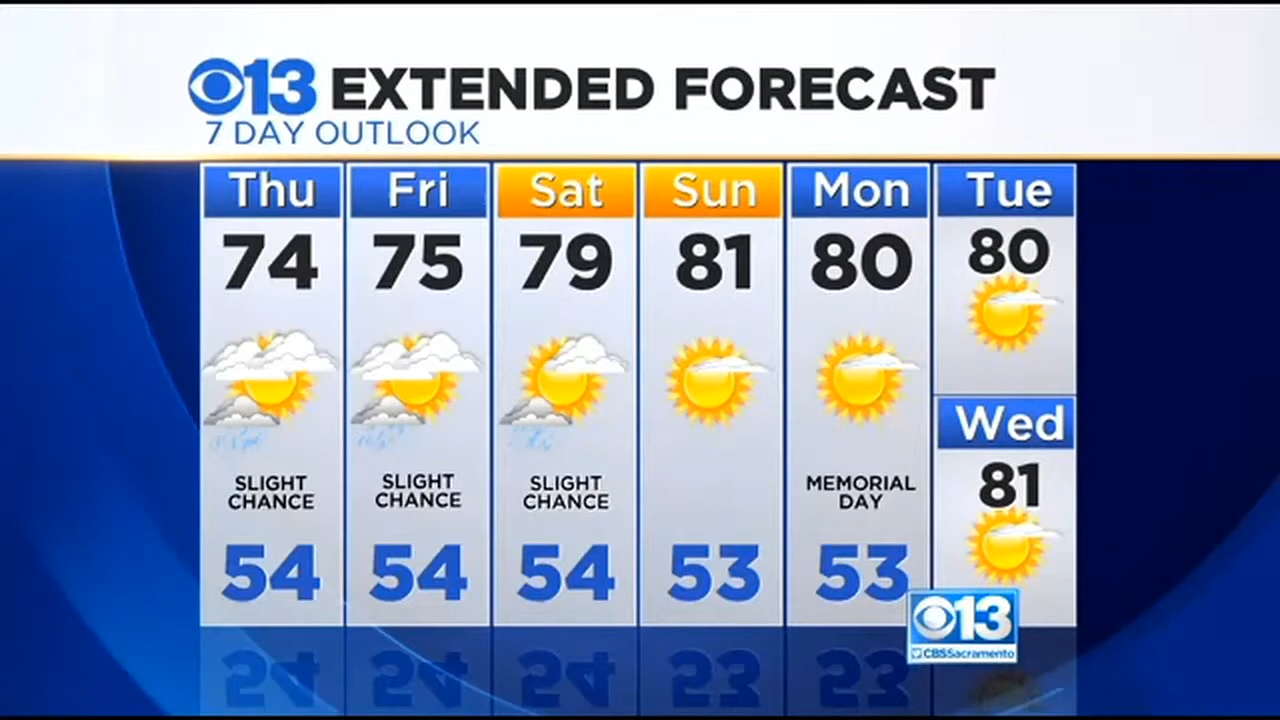 13 EXTENDED FORECAST
7 DAY OUTLOOK
Thu
74
SLIGHT
CHANCE
54
Fri
75
SLIGHT
CHANCE
54
Sat
79
SLIGHT
CHANCE
54
Sun
81
53
Mon
80
MEMORIAL
DAY
53
Tue
80
Wed
81
13
CBSSacramento